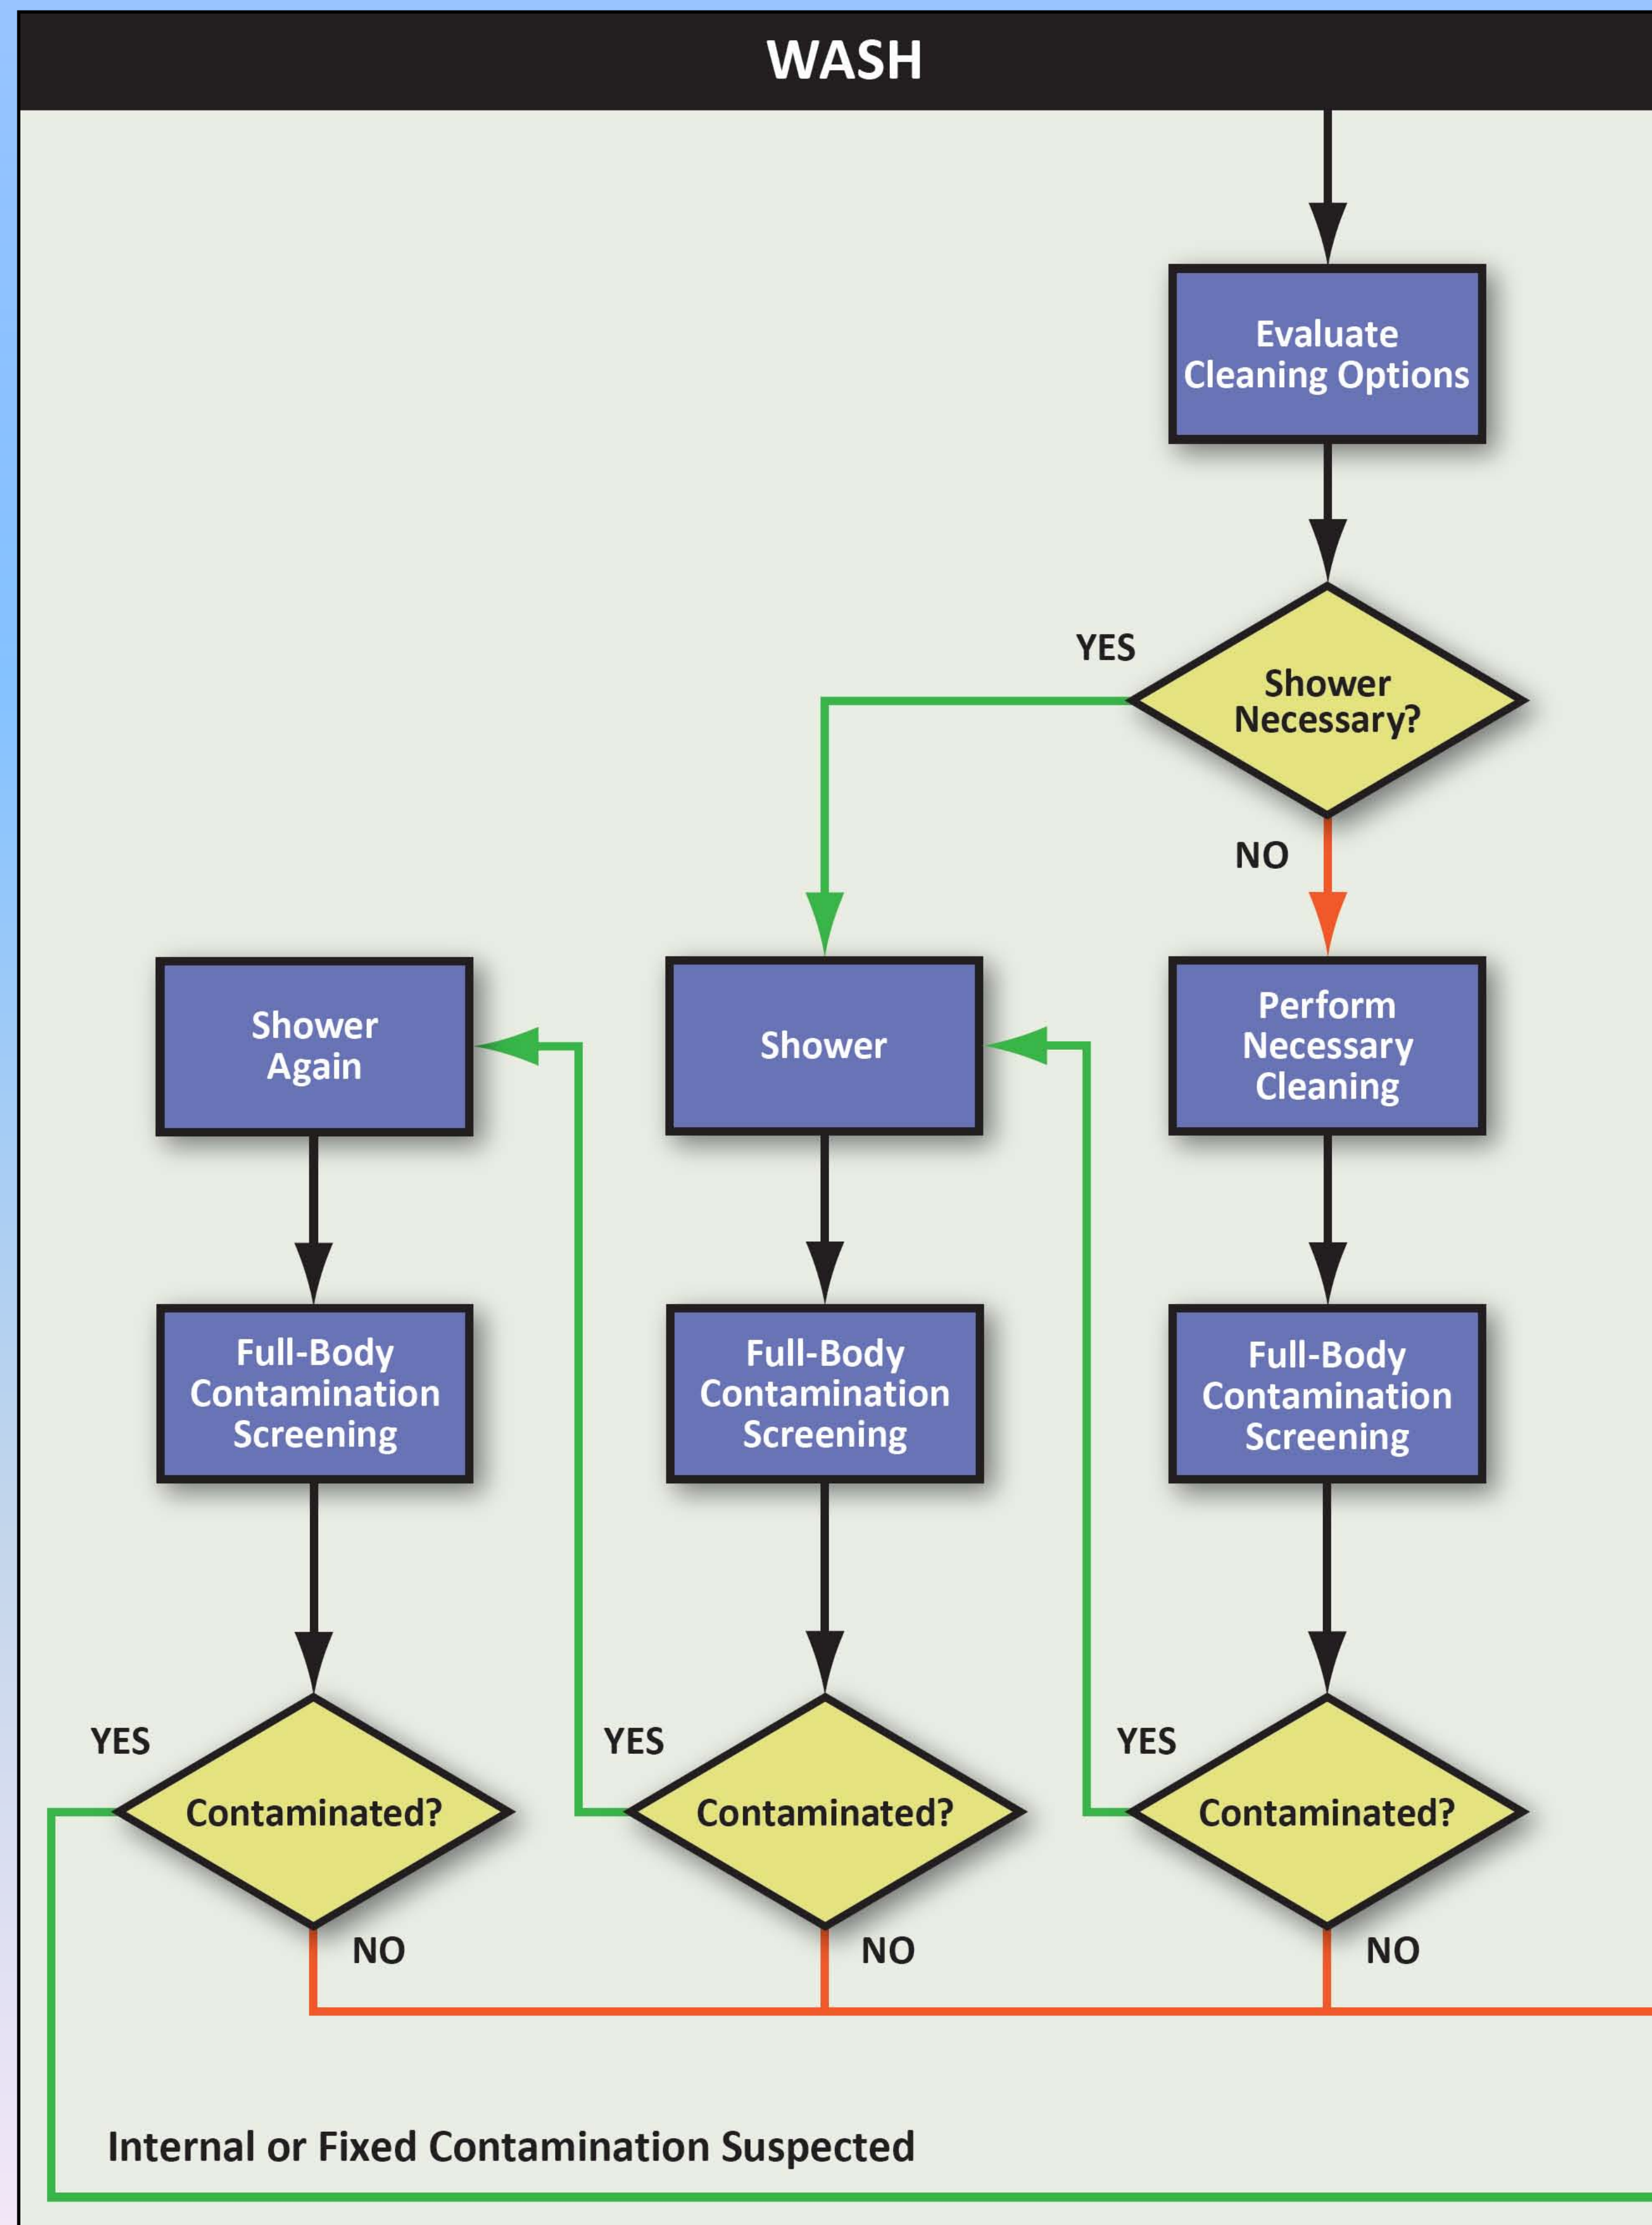 WASH
Evaluate
Cleaning Options
YES
Shower
Necessary?
NO
Shower
Again
Shower
Perform
Necessary
Cleaning
Full-Body
Contamination
Screening
Full-Body
Contamination
Screening
Full-Body
Contamination
Screening
YES
Contaminated?
NO
YES
Contaminated?
NO
YES
Contaminated?
NO
Internal or Fixed Contamination Suspected